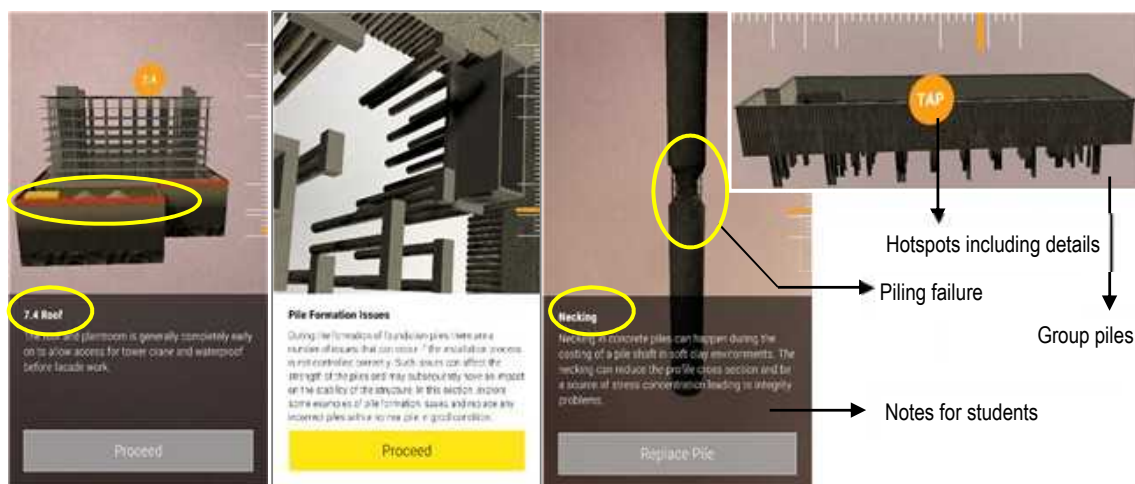 7.4
7.4 Roof
The roof and plantroom is generally completely early
on to allow access for tower crane and waterproof
before facade work.
Proceed
Pile Formation Issues
During the formation of foundation piles there are a
number of issues that can occur if the installation process
is not controlled correctly. Such issues can affect the
strength of the piles and may subsequently have an impact
on the stability of the structure. In this section, explore
some examples of pile formation issues and replace any
incorrect piles with a normal pile in good condition.
Proceed
Necking
Necking in concrete piles can happen during the
casting of a pile shaft in soft clay environments. The
necking can reduce the profile cross section and be
a source of stress concentration leading to integrity
problems.
Replace Pile
TAP
Hotspots including details
Piling failure
Group piles
Notes for students